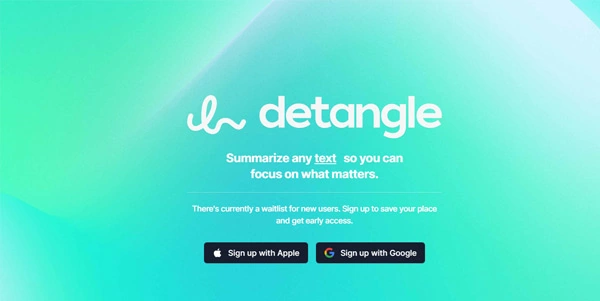 detangle
Summarize any text so you can
focus on what matters.
There's currently a waitlist for new users. Sign up to save your place
and get early access.
Sign up with Apple
Sign up with Google